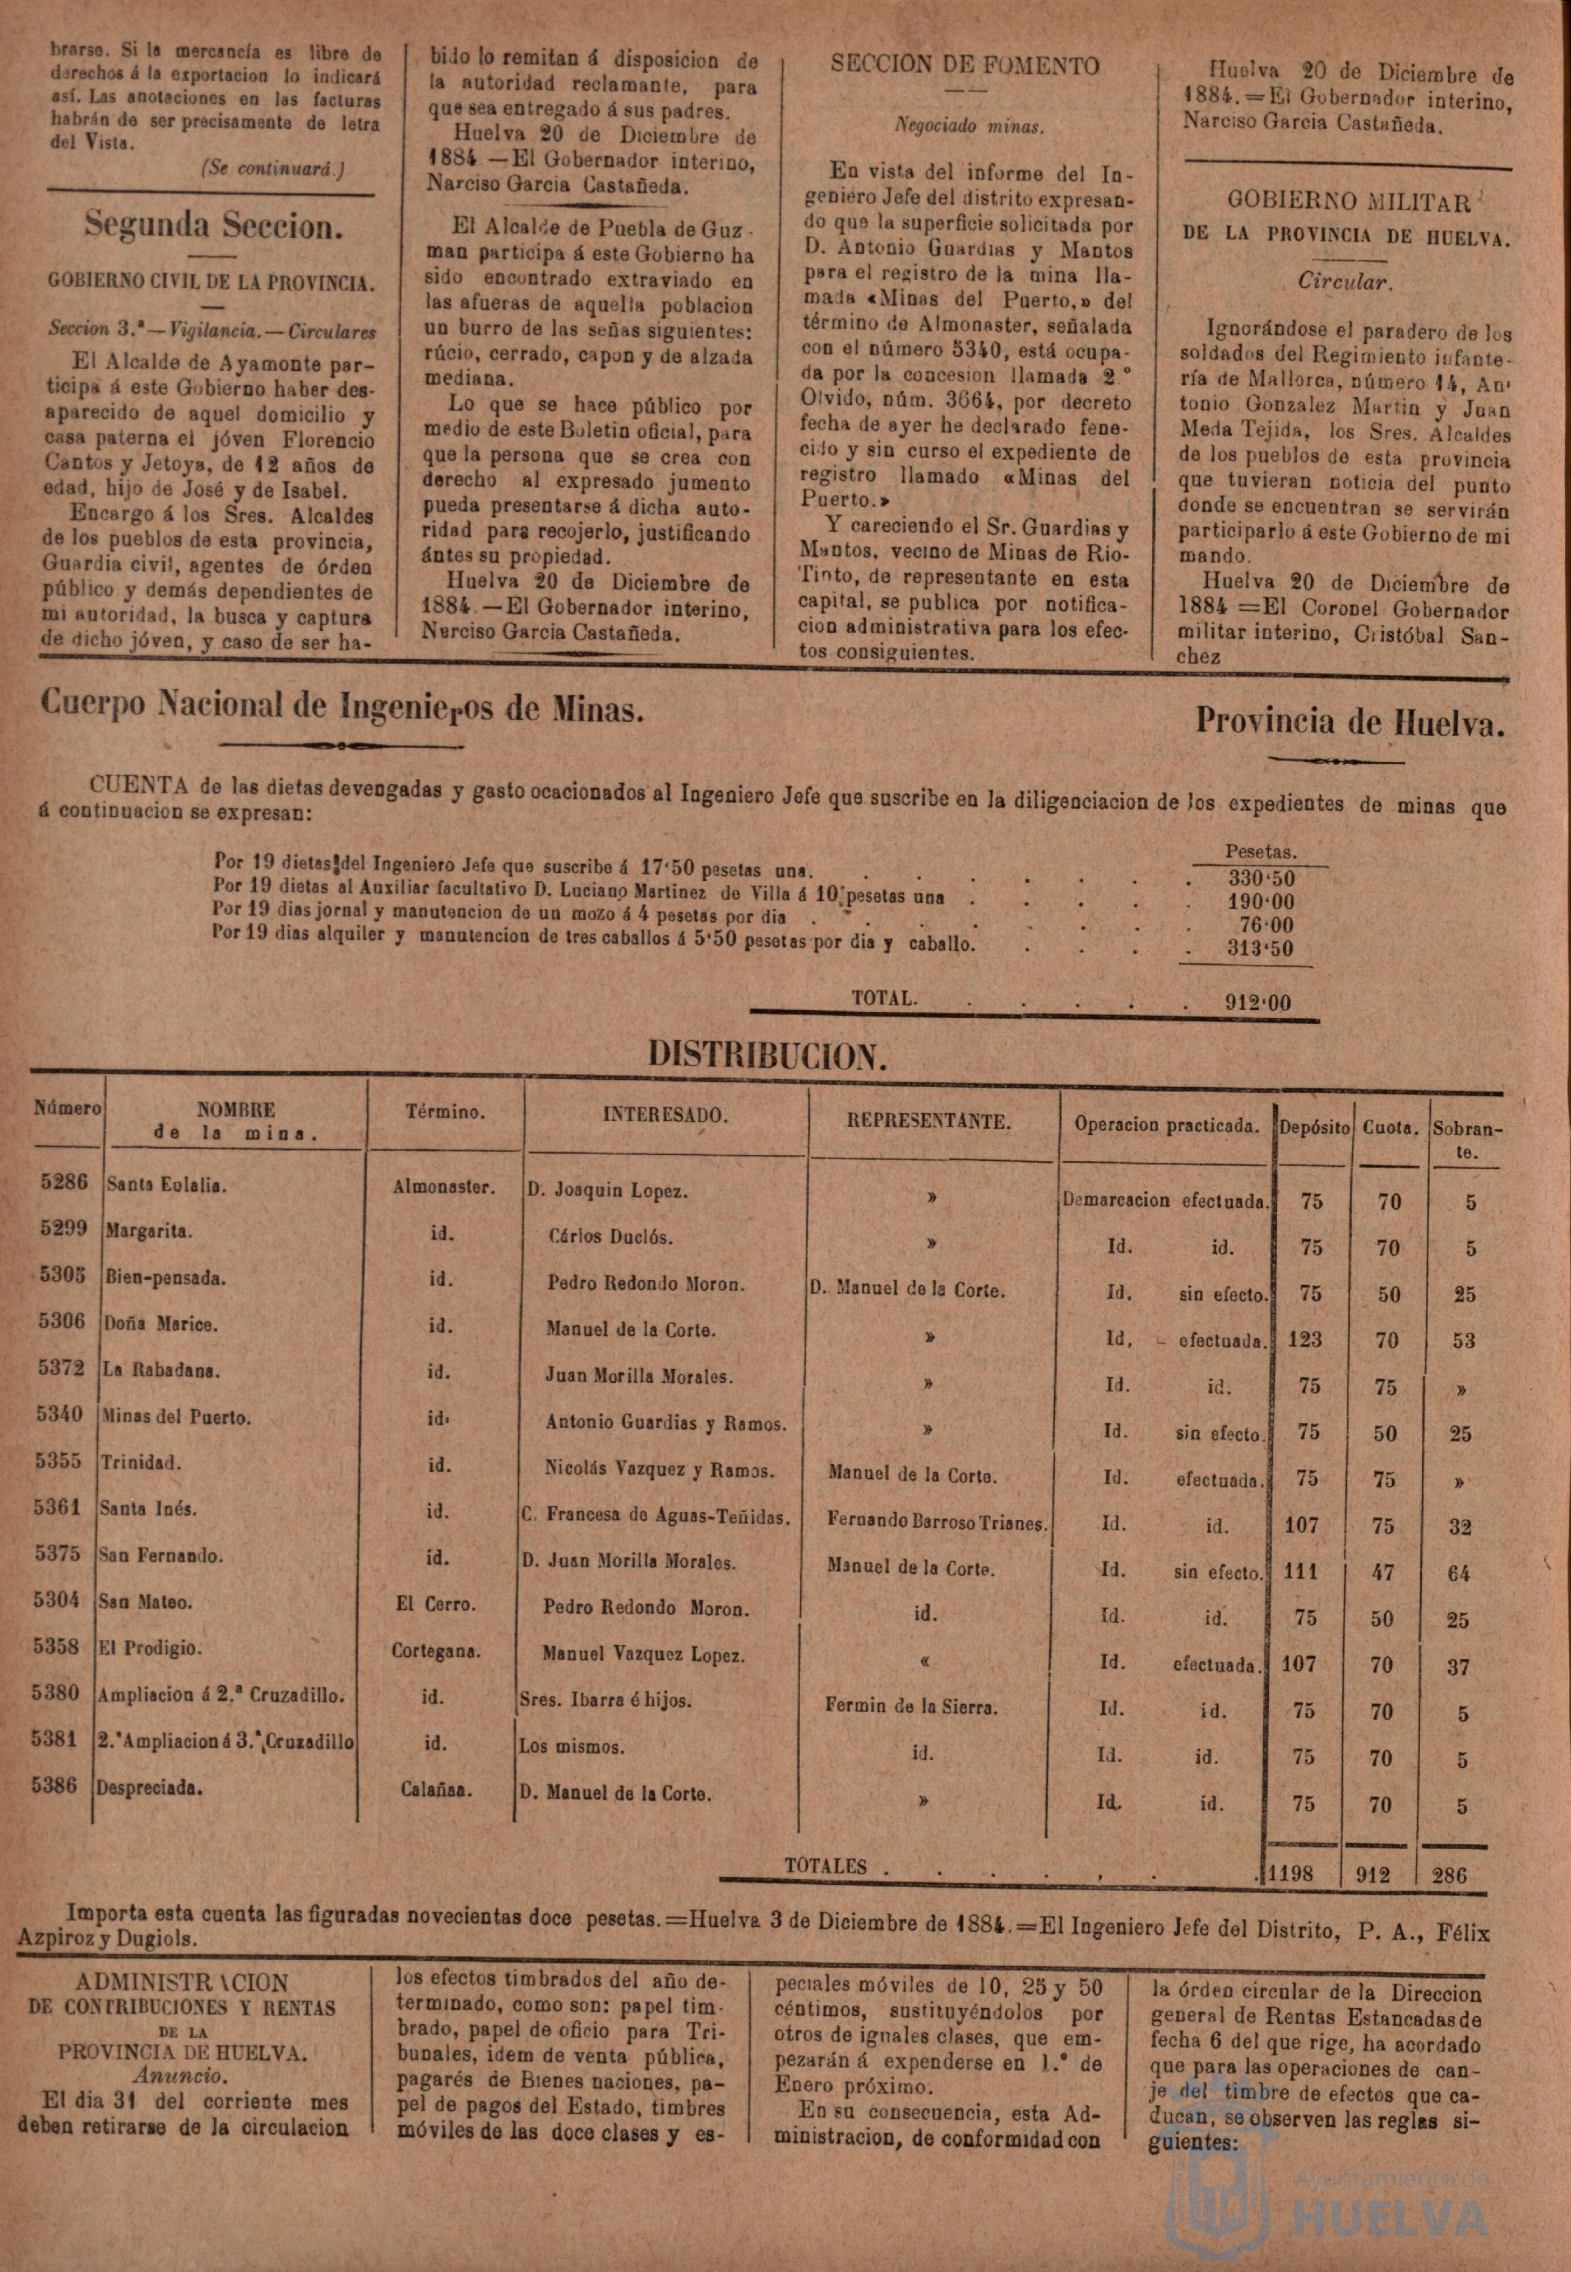 brarse. Si la mercancía es libre de
derechos á la exportacion lo indicará
así. Las anotaciones en las facturas
habrán de ser precisamente de letra
del Vista.
(Se continuará.)
Segunda Seccion.
GOBIERNO CIVIL DE LA PROVINCIA.
Seccion 3.ª — Vigilancia. — Circulares
El Alcalde de Ayamonte par-
ticipa á este Gobierno haber des-
aparecido de aquel domicilio y
casa paterna el jóven Florencio
Cantos y Jetoya, de 12 años de
edad, hijo de José y de Isabel.
Encargo á los Sres. Alcaldes
de los pueblos de esta provincia,
Guardia civil, agentes de órden
público y demás dependientes de
mi autoridad, la busca y captura
de dicho jóven, y caso de ser ha-
bido lo remitan á disposicion de
la autoridad reclamante, para
que sea entregado á sus padres.
Huelva 20 de Diciembre de
1884.—El Gobernador interino,
Narciso Garcia Castañeda.
El Alcalde de Puebla de Guz-
man participa á este Gobierno ha
sido encontrado extraviado en
las afueras de aquella poblacion
un burro de las señas siguientes:
rúcio, cerrado, capon y de alzada
mediana.
Lo que se hace público por
medio de este Boletin oficial, para
que la persona que se crea con
derecho al expresado jumento
pueda presentarse á dicha auto-
ridad para recojerlo, justificando
ántes su propiedad.
Huelva 20 de Diciembre de
1884.—El Gobernador interino,
Narciso Garcia Castañeda.
SECCION DE FOMENTO
Negociado minas.
En vista del informe del In-
geniero Jefe del distrito expresan-
do que la superficie solicitada por
D. Antonio Guardias y Mantos
para el registro de la mina lla-
mada «Minas del Puerto,» del
término de Almonaster, señalada
con el número 5340, está ocupa-
da por la concesion llamada 2.°
Olvido, núm. 3664, por decreto
fecha de ayer he declarado fene-
cido y sin curso el expediente de
registro llamado «Minas del
Puerto.»
Y careciendo el Sr. Guardias y
Mantos, vecino de Minas de Rio-
Tinto, de representante en esta
capital, se publica por notifica-
cion administrativa para los efec-
tos consiguientes.
Huelva 20 de Diciembre de
1884.=El Gobernador interino,
Narciso Garcia Castañeda.
GOBIERNO MILITAR
DE LA PROVINCIA DE HUELVA.
Circular.
Ignorándose el paradero de los
soldados del Regimiento infante-
ría de Mallorca, número 14, An-
tonio Gonzalez Martin y Juan
Meda Tejida, los Sres. Alcaldes
de los pueblos de esta provincia
que tuvieran noticia del punto
donde se encuentran se servirán
participarlo á este Gobierno de mi
mando.
Huelva 20 de Diciembre de
1884 =El Coronel Gobernador
militar interino, Cristóbal San-
chez
Cuerpo Nacional de Ingenieros de Minas.
Provincia de Huelva.
CUENTA de las dietas devengadas y gasto ocacionados al Ingeniero Jefe que suscribe en la diligenciacion de los expedientes de minas que
á continuacion se expresan:
Pesetas.
Por 19 dietas del Ingeniero Jefe que suscribe á 17'50 pesetas una. 330'50
Por 19 dietas al Auxiliar facultativo D. Luciano Martinez de Villa á 10 pesetas una 190'00
Por 19 dias jornal y manutencion de un mozo á 4 pesetas por dia 76'00
Por 19 dias alquiler y manutencion de tres caballos á 5'50 pesetas por dia y caballo. 313'50
TOTAL. 912'00
DISTRIBUCION.
Número NOMBRE de la mina. Término. INTERESADO. REPRESENTANTE. Operacion practicada. Depósito Cuota. Sobran-
te.
5286 Santa Eolalia. Almonaster. D. Joaquin Lopez. » Demarcacion efectuada. 75 70 5
5299 Margarita. id. Cárlos Duclós. » Id. id. 75 70 5
5305 Bien-pensada. id. Pedro Redondo Moron. D. Manuel de la Corte. Id. sin efecto. 75 50 25
5306 Doña Marice. id. Manuel de la Corte. » Id, - efectuada. 123 70 53
5372 La Rabadana. id. Juan Morilla Morales. » Id. id. 75 75 »
5340 Minas del Puerto. id. Antonio Guardias y Ramos. » Id. sin efecto. 75 50 25
5355 Trinidad. id. Nicolás Vazquez y Ramos. Manuel de la Corte. Id. efectuada. 75 75 »
5361 Santa Inés. id. C. Francesa de Aguas-Teñidas. Fernando Barroso Trianes. Id. id. 107 75 32
5375 San Fernando. id. D. Juan Morilla Morales. Manuel de la Corte. Id. sin efecto. 111 47 64
5304 San Mateo. El Cerro. Pedro Redondo Moron. id. Id. id. 75 50 25
5358 El Prodigio. Cortegana. Manuel Vazquez Lopez. « Id. efectuada. 107 70 37
5380 Ampliacion á 2.ª Cruzadillo. id. Sres. Ibarra é hijos. Fermin de la Sierra. Id. id. 75 70 5
5381 2.ª Ampliacion á 3.ª Cruzadillo id. Los mismos. id. Id. id. 75 70 5
5386 Despreciada. Calañas. D. Manuel de la Corte. » Id. id. 75 70 5
TOTALES . 1198 912 286
Importa esta cuenta las figuradas novecientas doce pesetas.=Huelva 3 de Diciembre de 1884.=El Ingeniero Jefe del Distrito, P. A., Félix
Azpiroz y Dugiols.
ADMINISTRACION
DE CONTRIBUCIONES Y RENTAS
DE LA
PROVINCIA DE HUELVA.
Anuncio.
El dia 31 del corriente mes
deben retirarse de la circulacion
los efectos timbrados del año de-
terminado, como son: papel tim-
brado, papel de oficio para Tri-
bunales, idem de venta pública,
pagarés de Bienes naciones, pa-
pel de pagos del Estado, timbres
móviles de las doce clases y es-
peciales móviles de 10, 25 y 50
céntimos, sustituyéndolos por
otros de iguales clases, que em-
pezarán á expenderse en 1.° de
Enero próximo.
En su consecuencia, esta Ad-
ministracion, de conformidad con
la órden circular de la Direccion
general de Rentas Estancadas de
fecha 6 del que rige, ha acordado
que para las operaciones de can-
je del timbre de efectos que ca-
ducan, se observen las reglas si-
guientes:
Ayuntamiento de
HUELVA